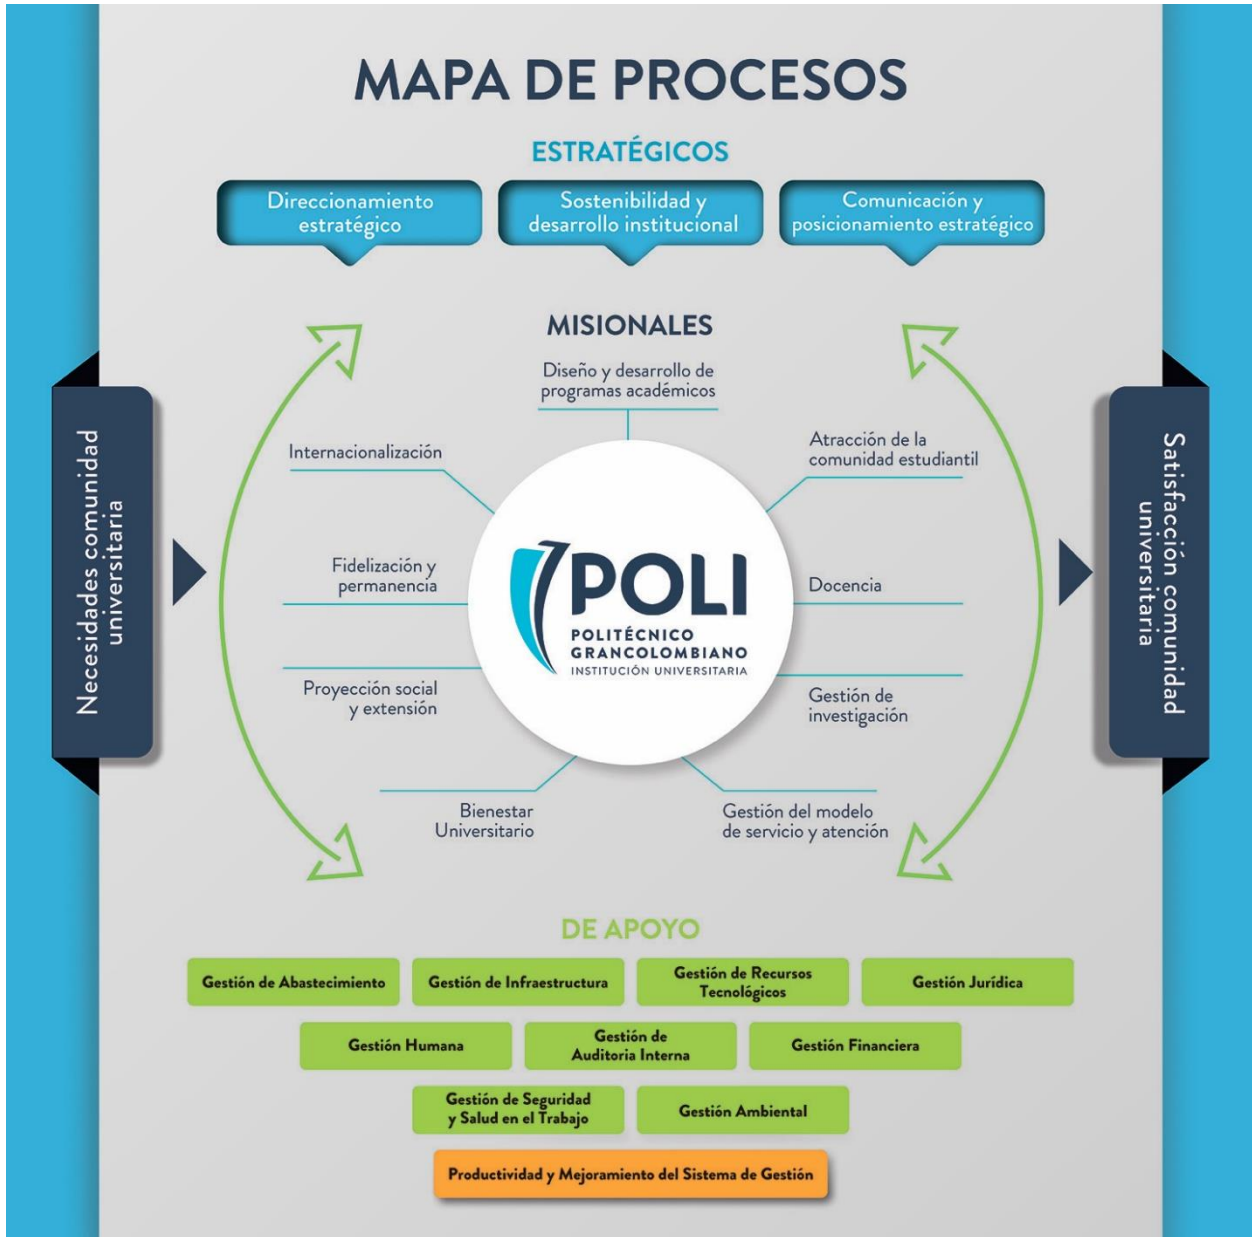 MAPA DE PROCESOS
ESTRATÉGICOS
Direccionamiento
estratégico
Sostenibilidad y
desarrollo institucional
Comunicación y
posicionamiento estratégico
MISIONALES
Diseño y desarrollo de
programas académicos
Internacionalización
Atracción de la
comunidad estudiantil
Fidelización y
permanencia
Docencia
Proyección social
y extensión
Gestión de
investigación
Bienestar
Universitario
Gestión del modelo
de servicio y atención
POLI
POLITÉCNICO
GRANCOLOMBIANO
INSTITUCIÓN UNIVERSITARIA
Necesidades comunidad
universitaria
Satisfacción comunidad
universitaria
DE APOYO
Gestión de Abastecimiento
Gestión de Infraestructura
Gestión de Recursos
Tecnológicos
Gestión Jurídica
Gestión Humana
Gestión de
Auditoria Interna
Gestión Financiera
Gestión de Seguridad
y Salud en el Trabajo
Gestión Ambiental
Productividad y Mejoramiento del Sistema de Gestión